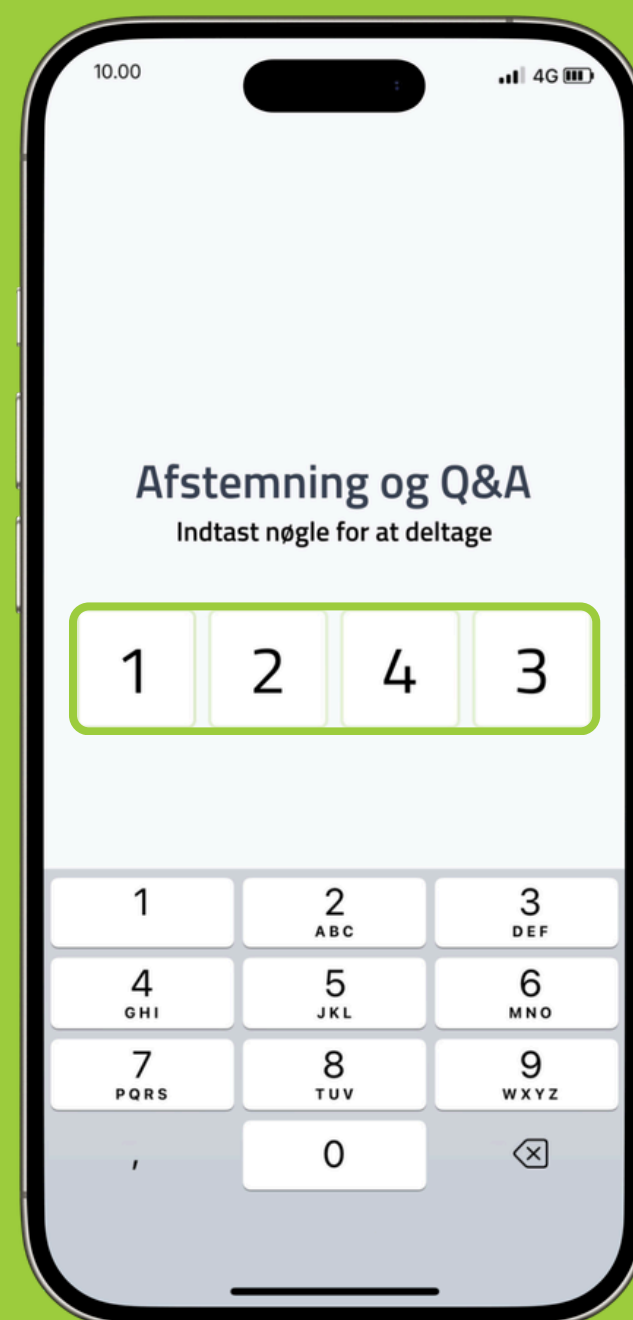 10.00 4G
Afstemning og Q&A
Indtast nøgle for at deltage
1 2 4 3
1 2 3
ABC DEF
4 5 6
GHI JKL MNO
7 8 9
PQRS TUV WXYZ
, 0